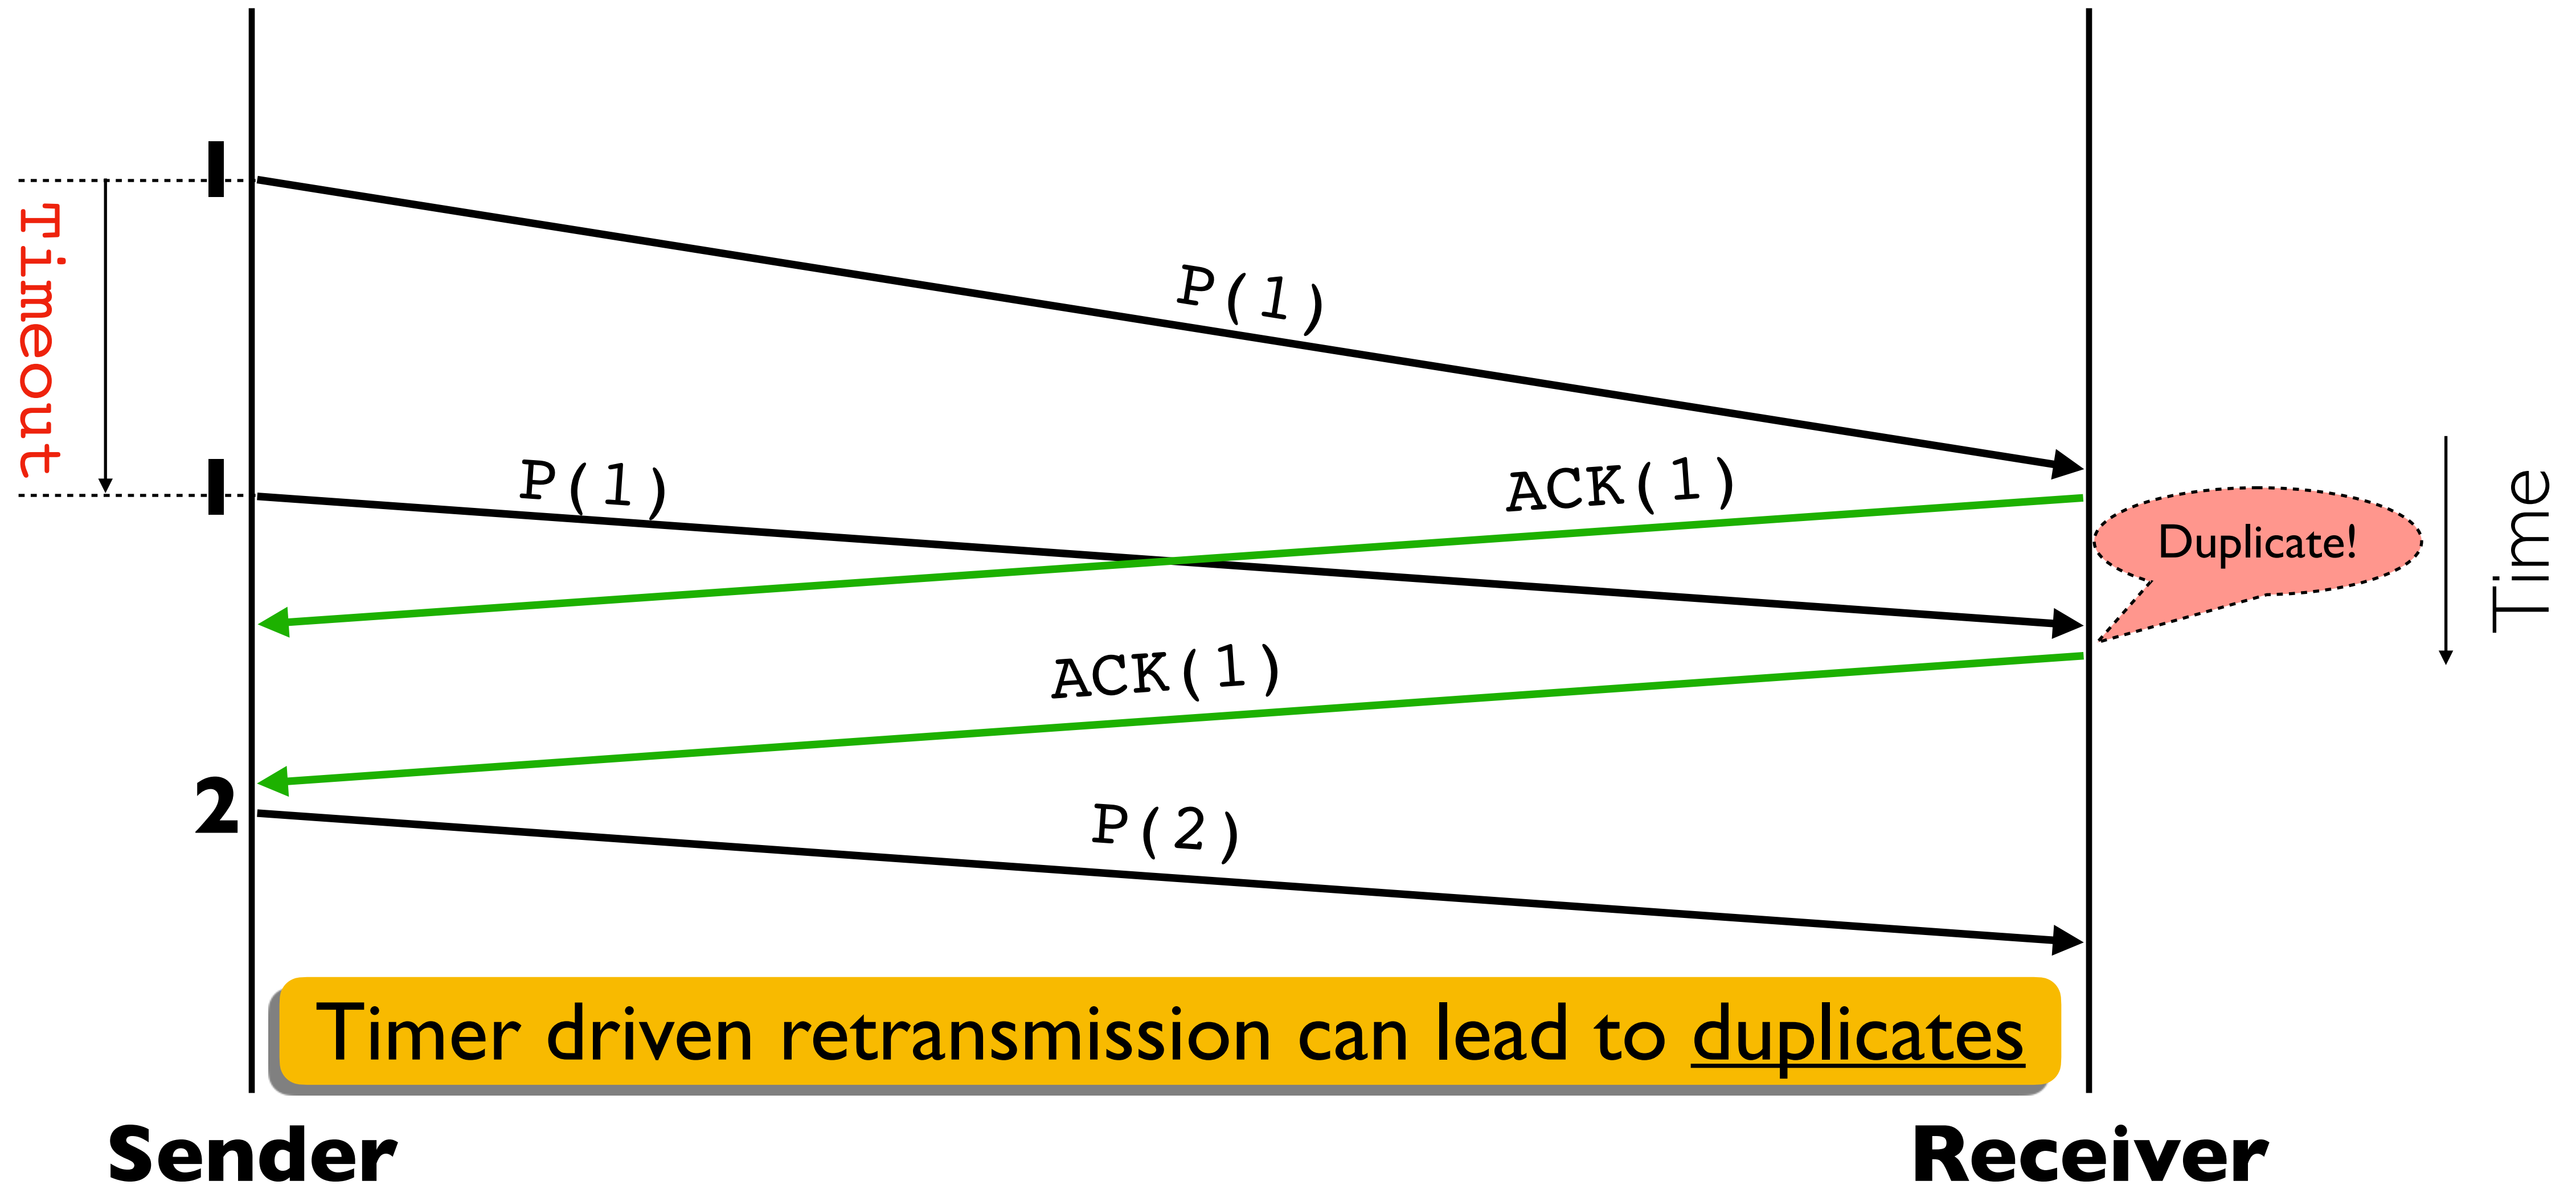 1
P(1)
Timeout
1
P(1)
ACK(1)
Duplicate!
Time
ACK(1)
2
P(2)
Timer driven retransmission can lead to duplicates
Sender
Receiver